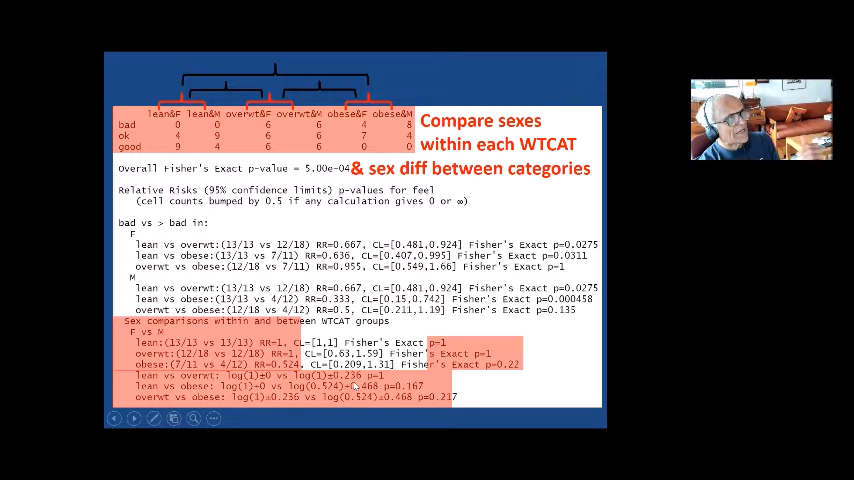 lean&F lean&M overwt&F overwt&M obese&F obese&M
bad 0 0 6 6 4 8
ok 4 9 6 6 7 4
good 9 4 6 6 0 0
Compare sexes
within each WTCAT
& sex diff between categories
Overall Fisher's Exact p-value = 5.00e-04
Relative Risks (95% confidence limits) p-values for feel
(cell counts bumped by 0.5 if any calculation gives 0 or ∞)
bad vs > bad in:
F
lean vs overwt:(13/13 vs 12/18) RR=0.667, CL=[0.481,0.924] Fisher's Exact p=0.0275
lean vs obese:(13/13 vs 7/11) RR=0.636, CL=[0.407,0.995] Fisher's Exact p=0.0311
overwt vs obese:(12/18 vs 7/11) RR=0.955, CL=[0.549,1.66] Fisher's Exact p=1
M
lean vs overwt:(13/13 vs 12/18) RR=0.667, CL=[0.481,0.924] Fisher's Exact p=0.0275
lean vs obese:(13/13 vs 4/12) RR=0.333, CL=[0.15,0.742] Fisher's Exact p=0.000458
overwt vs obese:(12/18 vs 4/12) RR=0.5, CL=[0.211,1.19] Fisher's Exact p=0.135
Sex comparisons within and between WTCAT groups
F vs M
lean:(13/13 vs 13/13) RR=1, CL=[1,1] Fisher's Exact p=1
overwt:(12/18 vs 12/18) RR=1, CL=[0.63,1.59] Fisher's Exact p=1
obese:(7/11 vs 4/12) RR=0.524, CL=[0.209,1.31] Fisher's Exact p=0.22
lean vs overwt: log(1)±0 vs log(1)±0.236 p=1
lean vs obese: log(1)±0 vs log(0.524)±0.468 p=0.167
overwt vs obese: log(1)±0.236 vs log(0.524)±0.468 p=0.217